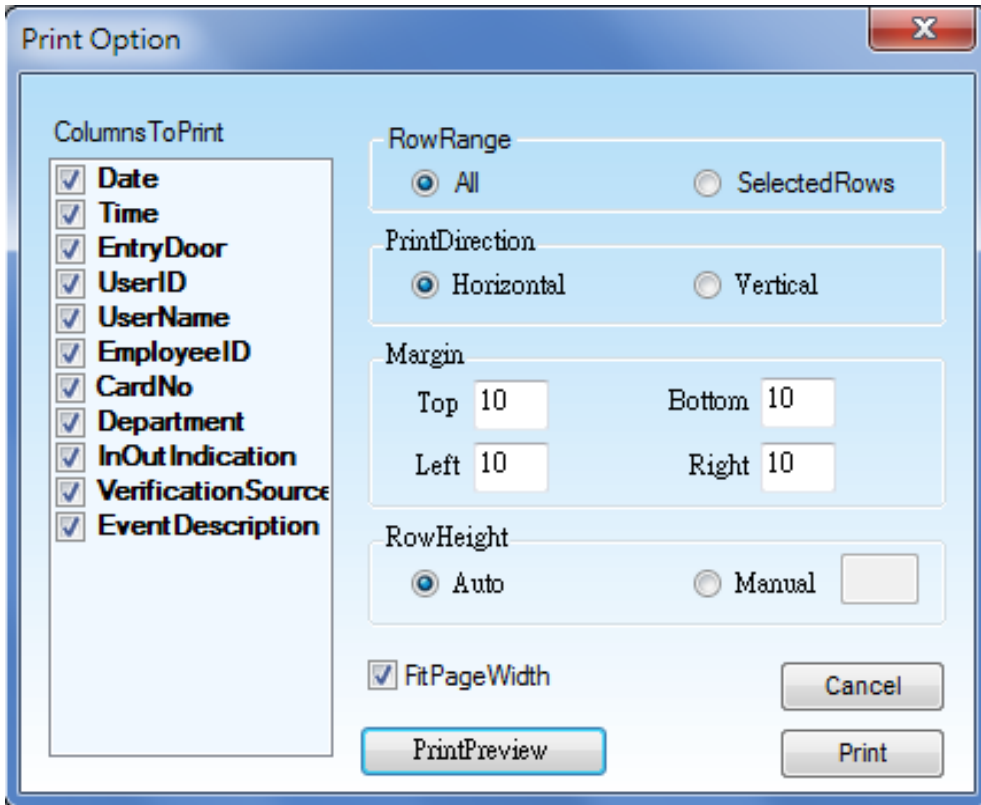 Print Option
ColumnsToPrint
Date
Time
EntryDoor
UserID
UserName
EmployeeID
CardNo
Department
InOutIndication
VerificationSource
EventDescription
RowRange
All SelectedRows
PrintDirection
Horizontal Vertical
Margin
Top 10 Bottom 10
Left 10 Right 10
RowHeight
Auto Manual
FitPageWidth
Cancel
PrintPreview
Print